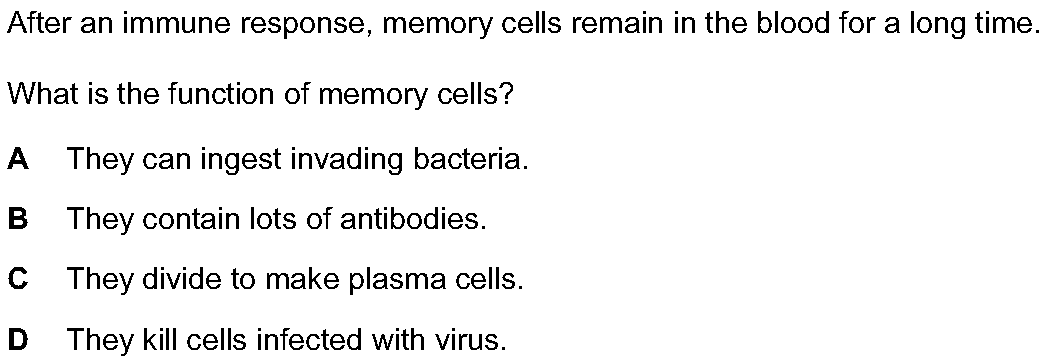 After an immune response, memory cells remain in the blood for a long time.
What is the function of memory cells?
A They can ingest invading bacteria.
B They contain lots of antibodies.
C They divide to make plasma cells.
D They kill cells infected with virus.